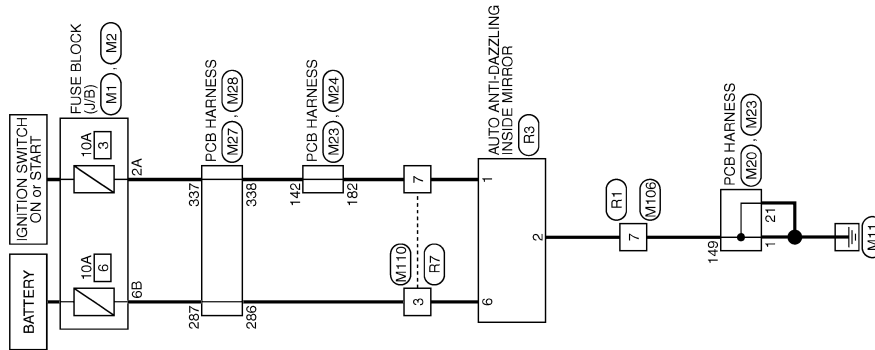 BATTERY
IGNITION SWITCH
ON or START
10A
6
10A
3
FUSE BLOCK
(J/B)
M1 , M2
6B
2A
287
337
PCB HARNESS
M27 , M28
286
338
142
PCB HARNESS
M23 , M24
182
3
M110
R7
7
6
1
AUTO ANTI-DAZZLING
INSIDE MIRROR
R3
2
7
R1
M106
149
PCB HARNESS
M20 , M23
1
21
M11